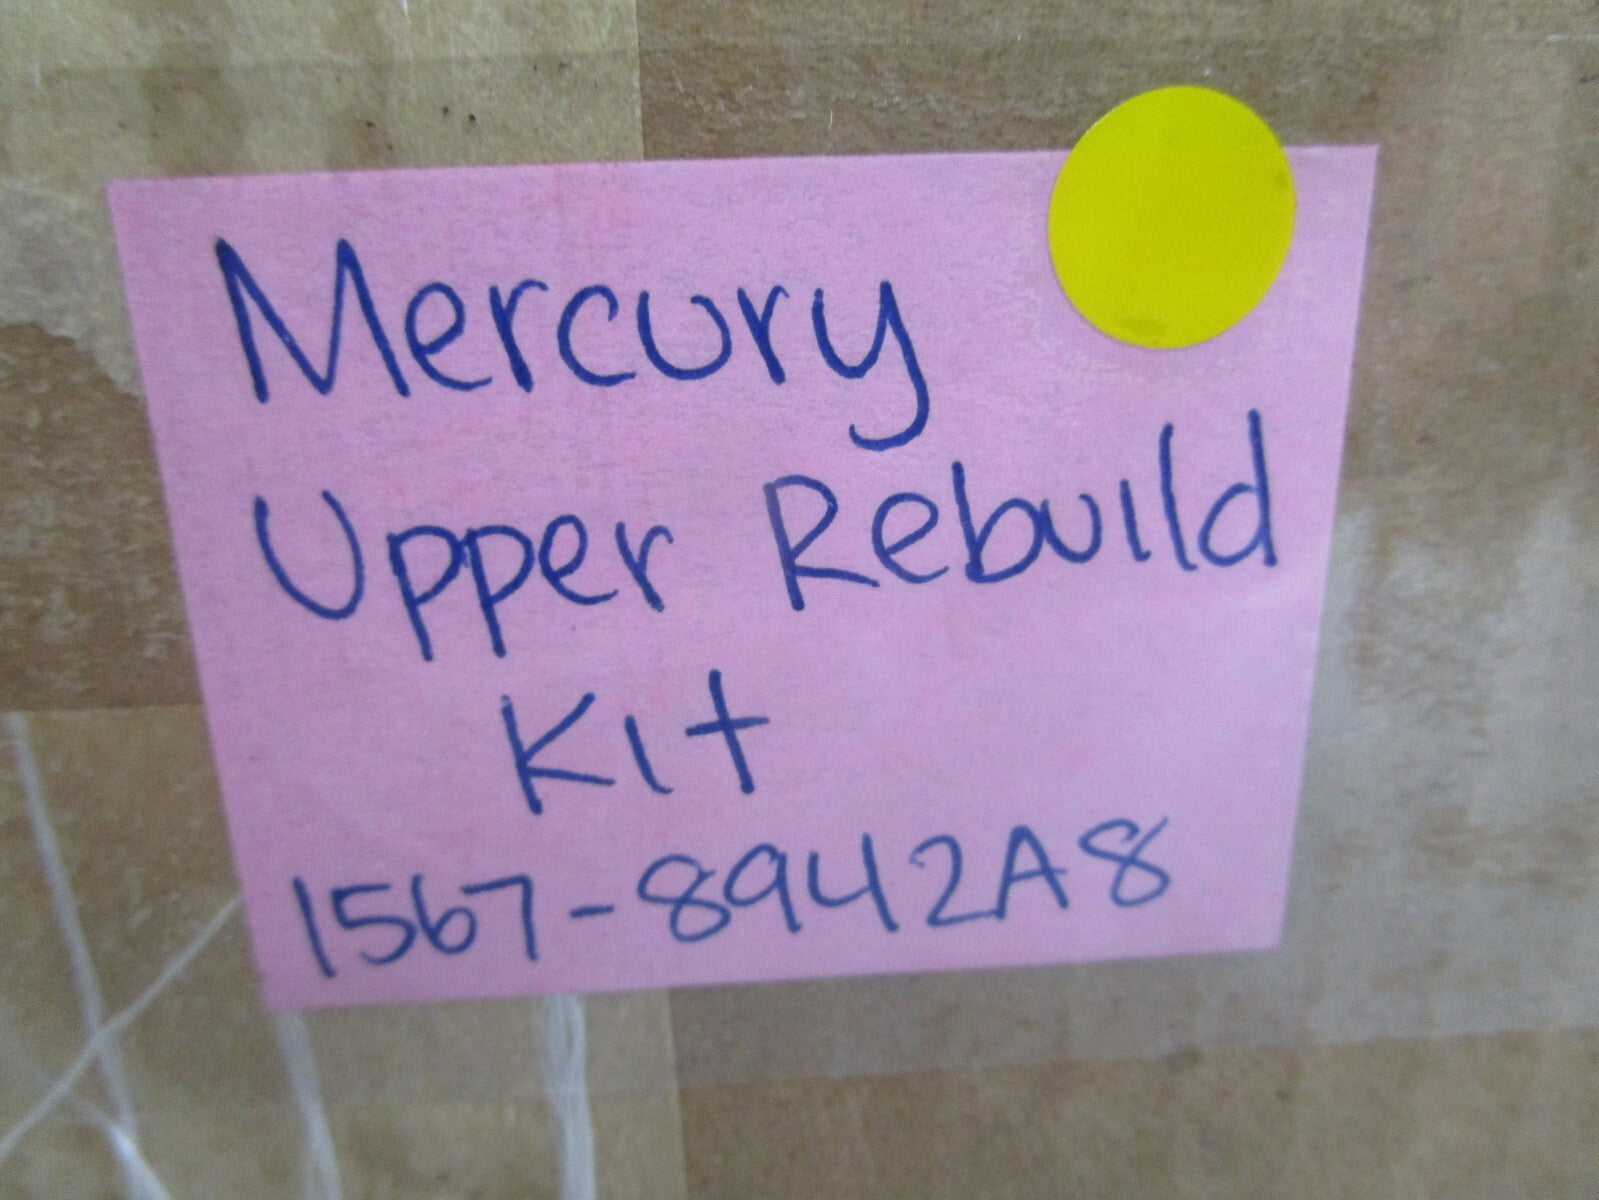 Mercury
Upper Rebuild
Kit
1567-8942A8